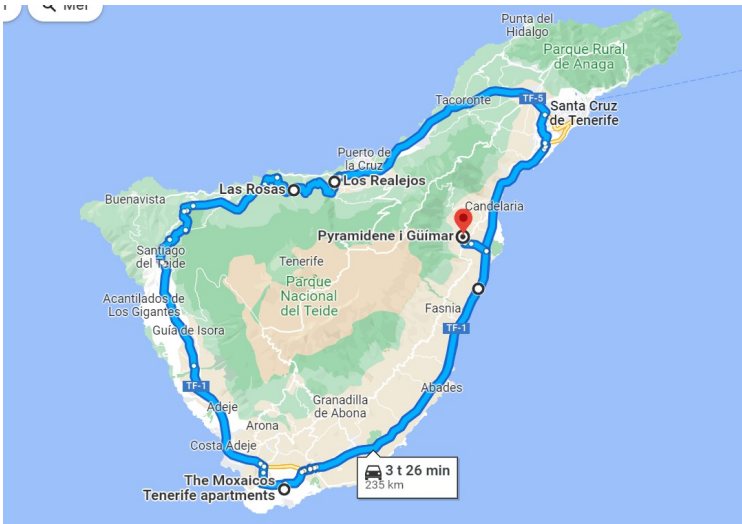 Mer
Punta del
Hidalgo
Parque Rural
de Anaga
Tacoronte
TF-5
Santa Cruz
de Tenerife
Puerto de
la Cruz
Los Realejos
Las Rosas
Buenavista
Candelaria
Pyramidene i Güímar
Santiago
del Teide
Tenerife
Parque
Nacional
del Teide
Acantilados de
Los Gigantes
Fasnia
Guía de Isora
TF-1
TF-1
Abades
Adeje
Granadilla
de Abona
Arona
Costa Adeje
3 t 26 min
235 km
The Moxaicos
Tenerife apartments